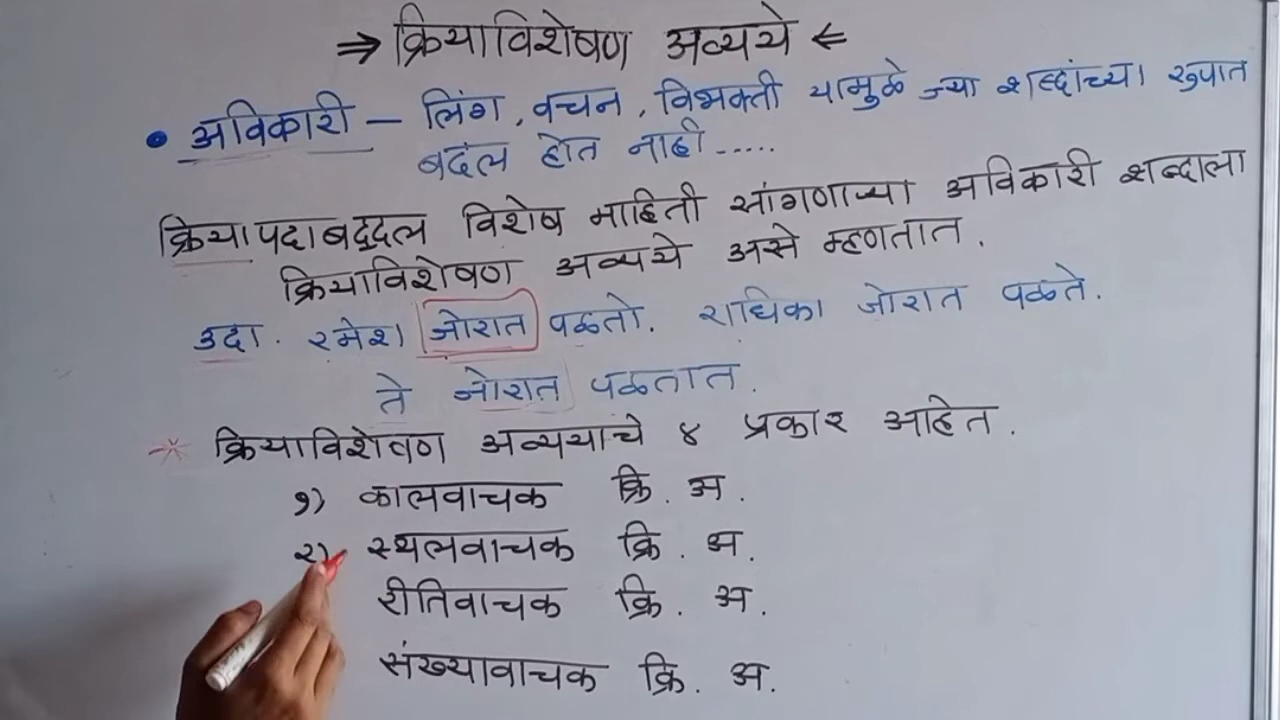 ⇒ क्रियाविशेषण अव्यये ⇐
• अविकारी – लिंग, वचन, विभक्ती यामुळे ज्या शब्दांच्या रुपात
बदल होत नाही.....
क्रियापदाबद्दल विशेष माहिती सांगणाऱ्या अविकारी शब्दाला
क्रियाविशेषण अव्यये असे म्हणतात.
उदा. रमेश जोरात पळतो. राधिका जोरात पळते.
ते जोरात पळतात.
* क्रियाविशेषण अव्ययाचे ४ प्रकार आहेत.
१) कालवाचक क्रि. अ.
२) स्थलवाचक क्रि. अ.
रीतिवाचक क्रि. अ.
संख्यावाचक क्रि. अ.